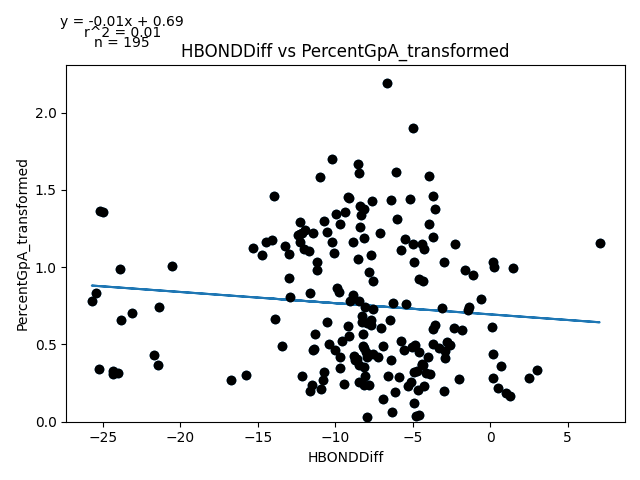 y = -0.01x + 0.69
r^2 = 0.01
n = 195
HBONDDiff vs PercentGpA_transformed
PercentGpA_transformed
2.0
1.5
1.0
0.5
0.0
−25
−20
−15
−10
−5
0
5
HBONDDiff